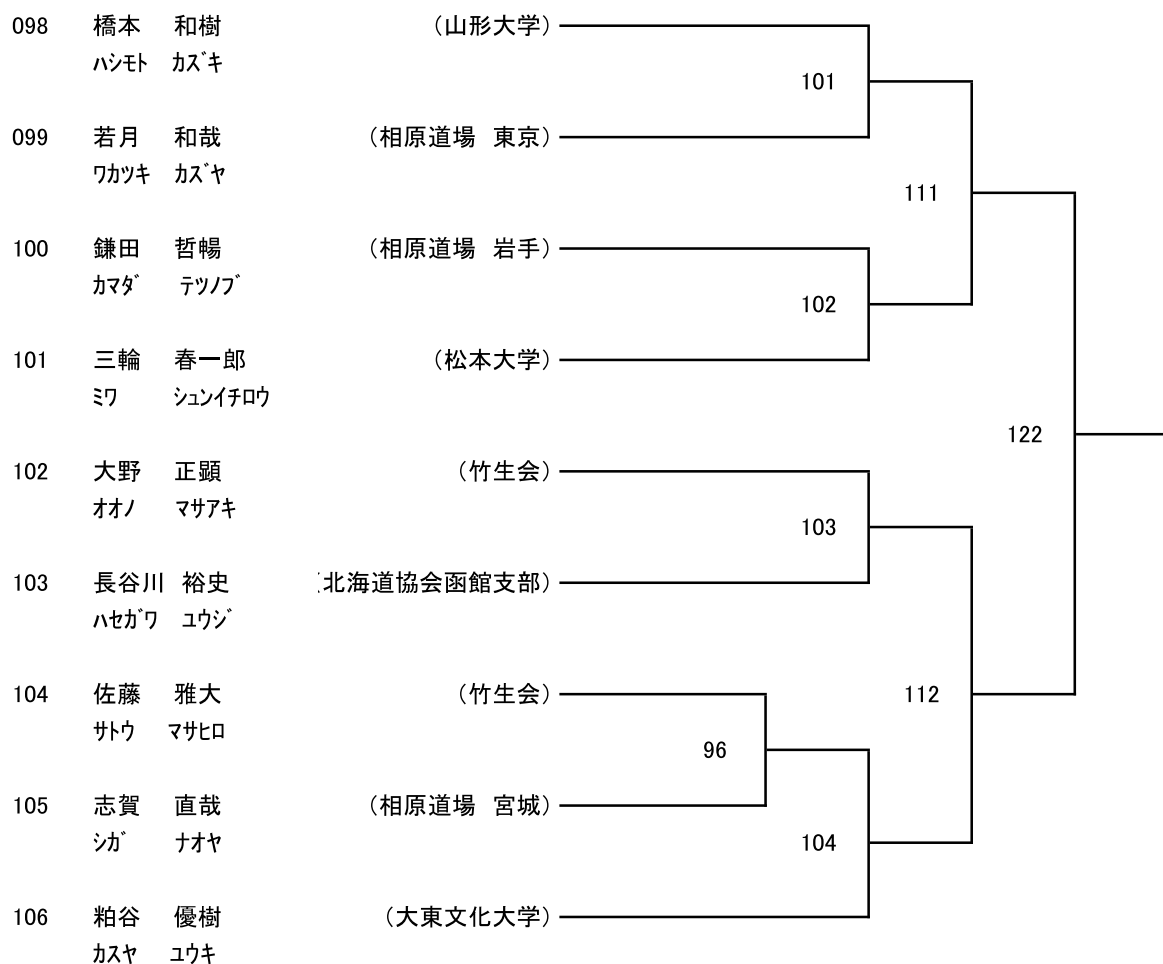 098 橋本 和樹 (山形大学)
ﾊｼﾓﾄ ｶｽﾞｷ
101
099 若月 和哉 (相原道場 東京)
ﾜｶﾂｷ ｶｽﾞﾔ
111
100 鎌田 哲暢 (相原道場 岩手)
ｶﾏﾀﾞ ﾃﾂﾉﾌﾞ
102
101 三輪 春一郎 (松本大学)
ﾐﾜ ｼｭﾝｲﾁﾛｳ
122
102 大野 正顕 (竹生会)
ｵｵﾉ ﾏｻｱｷ
103
103 長谷川 裕史 (北海道協会函館支部)
ﾊｾｶﾞﾜ ﾕｳｼﾞ
104 佐藤 雅大 (竹生会)
112
ｻﾄｳ ﾏｻﾋﾛ
96
105 志賀 直哉 (相原道場 宮城)
ｼｶﾞ ﾅｵﾔ
104
106 粕谷 優樹 (大東文化大学)
ｶｽﾔ ﾕｳｷ